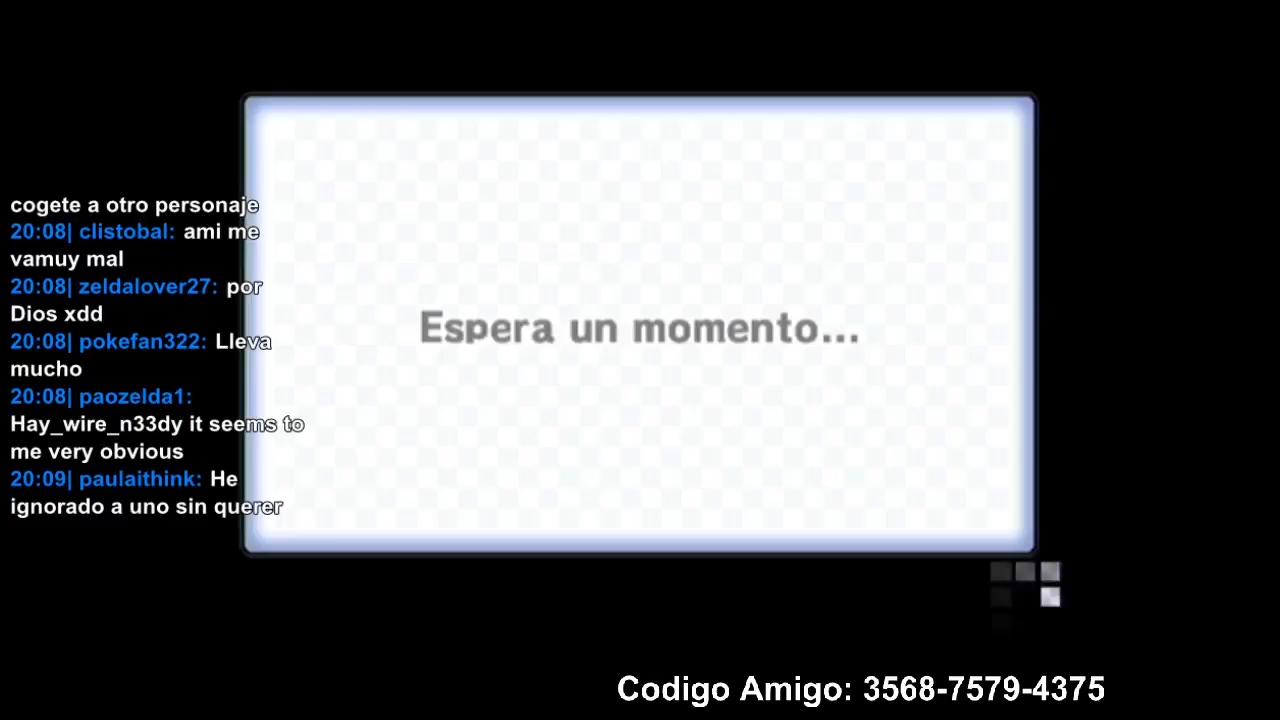 cogete a otro personaje
20:08| clistobal: ami me
vamuy mal
20:08| zeldalover27: por
Dios xdd
20:08| pokefan322: Lleva
mucho
20:08| paozelda1:
Hay_wire_n33dy it seems to
me very obvious
20:09| paulaithink: He
ignorado a uno sin querer
Espera un momento...
Codigo Amigo: 3568-7579-4375